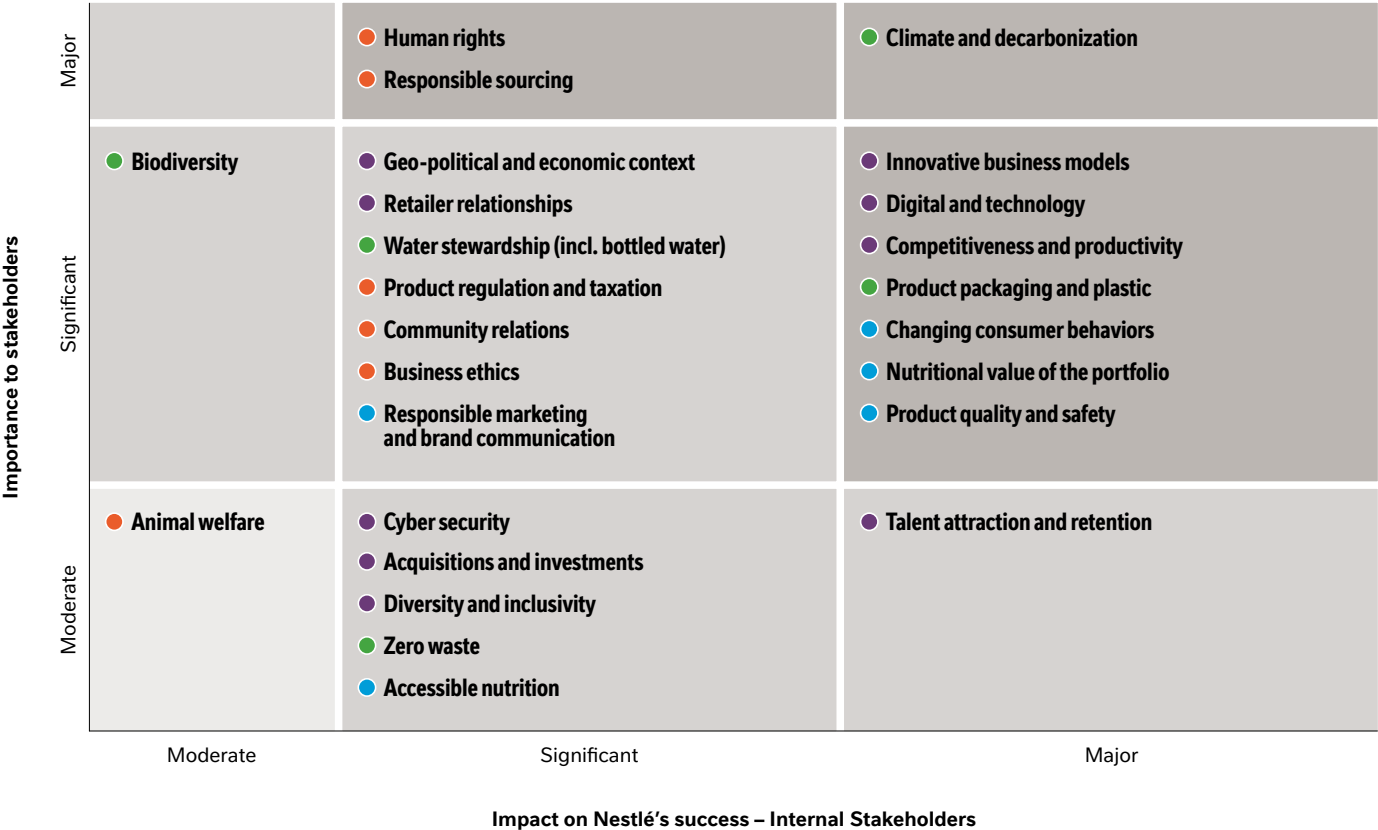 Importance to stakeholders
Major
Human rights
Responsible sourcing
Climate and decarbonization
Significant
Biodiversity
Geo-political and economic context
Retailer relationships
Water stewardship (incl. bottled water)
Product regulation and taxation
Community relations
Business ethics
Responsible marketing
and brand communication
Innovative business models
Digital and technology
Competitiveness and productivity
Product packaging and plastic
Changing consumer behaviors
Nutritional value of the portfolio
Product quality and safety
Moderate
Animal welfare
Cyber security
Acquisitions and investments
Diversity and inclusivity
Zero waste
Accessible nutrition
Talent attraction and retention
Moderate
Significant
Major
Impact on Nestlé’s success – Internal Stakeholders